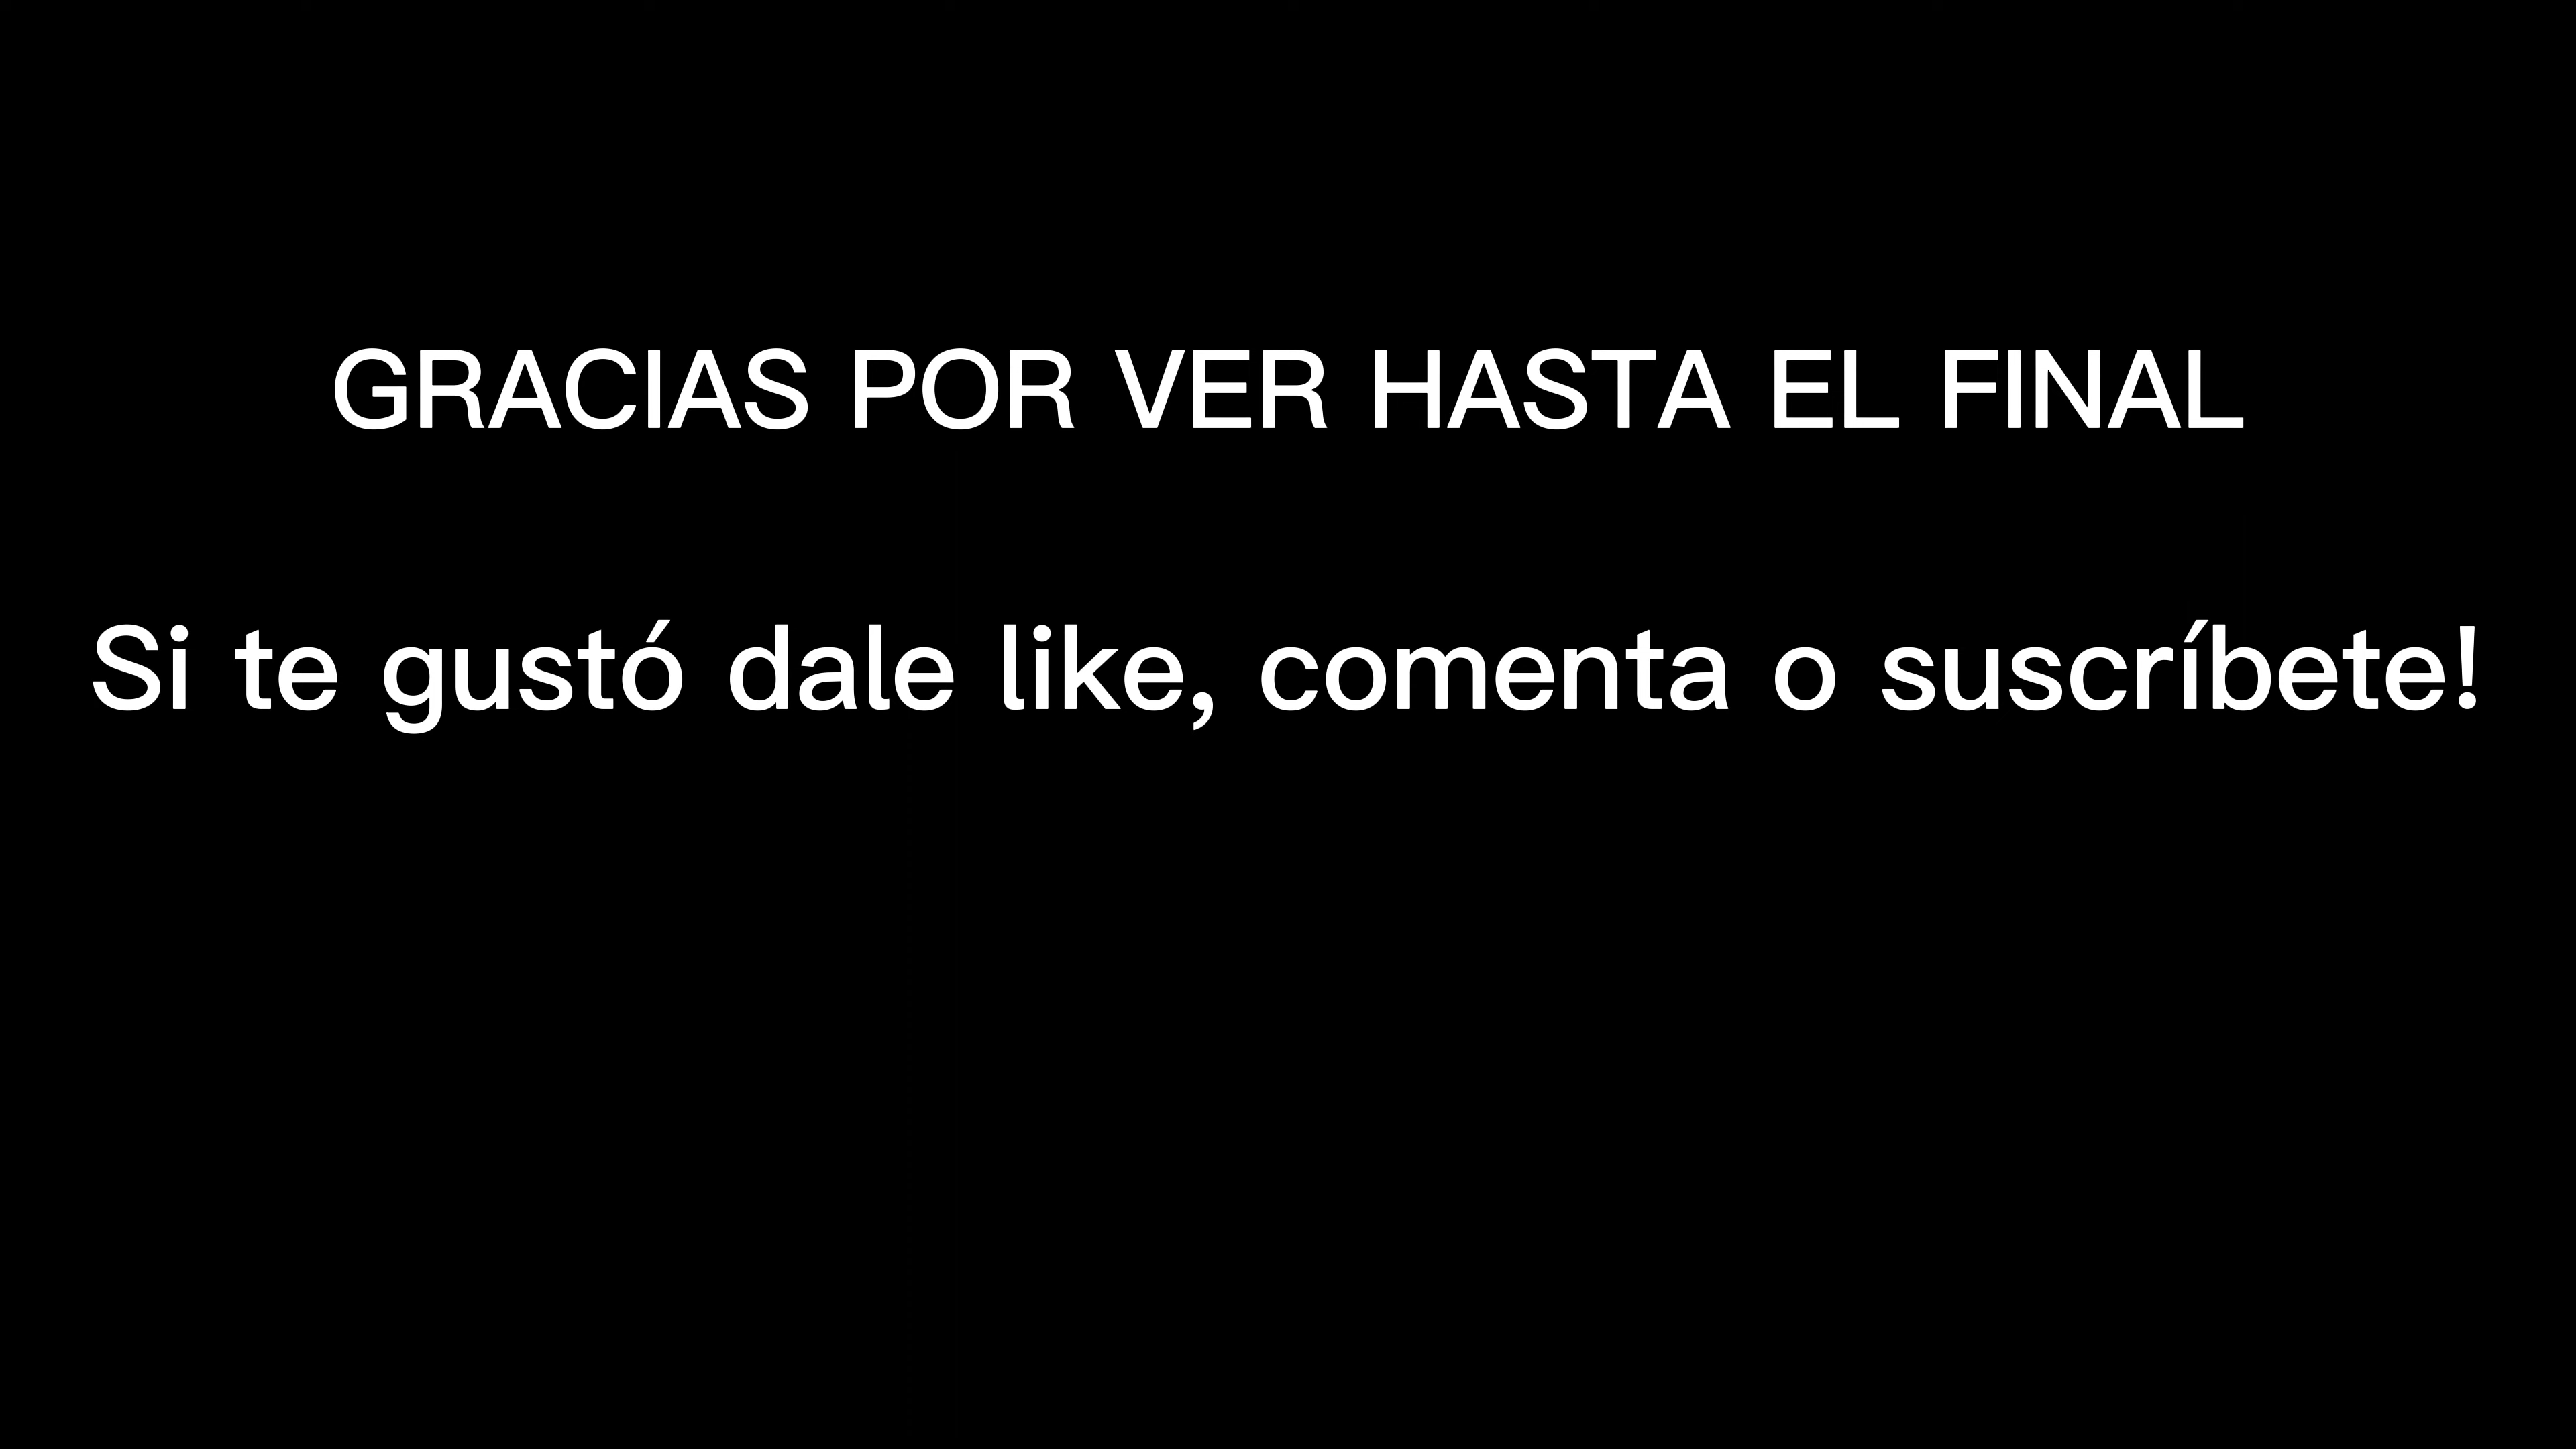 GRACIAS POR VER HASTA EL FINAL
Si te gustó dale like, comenta o suscríbete!